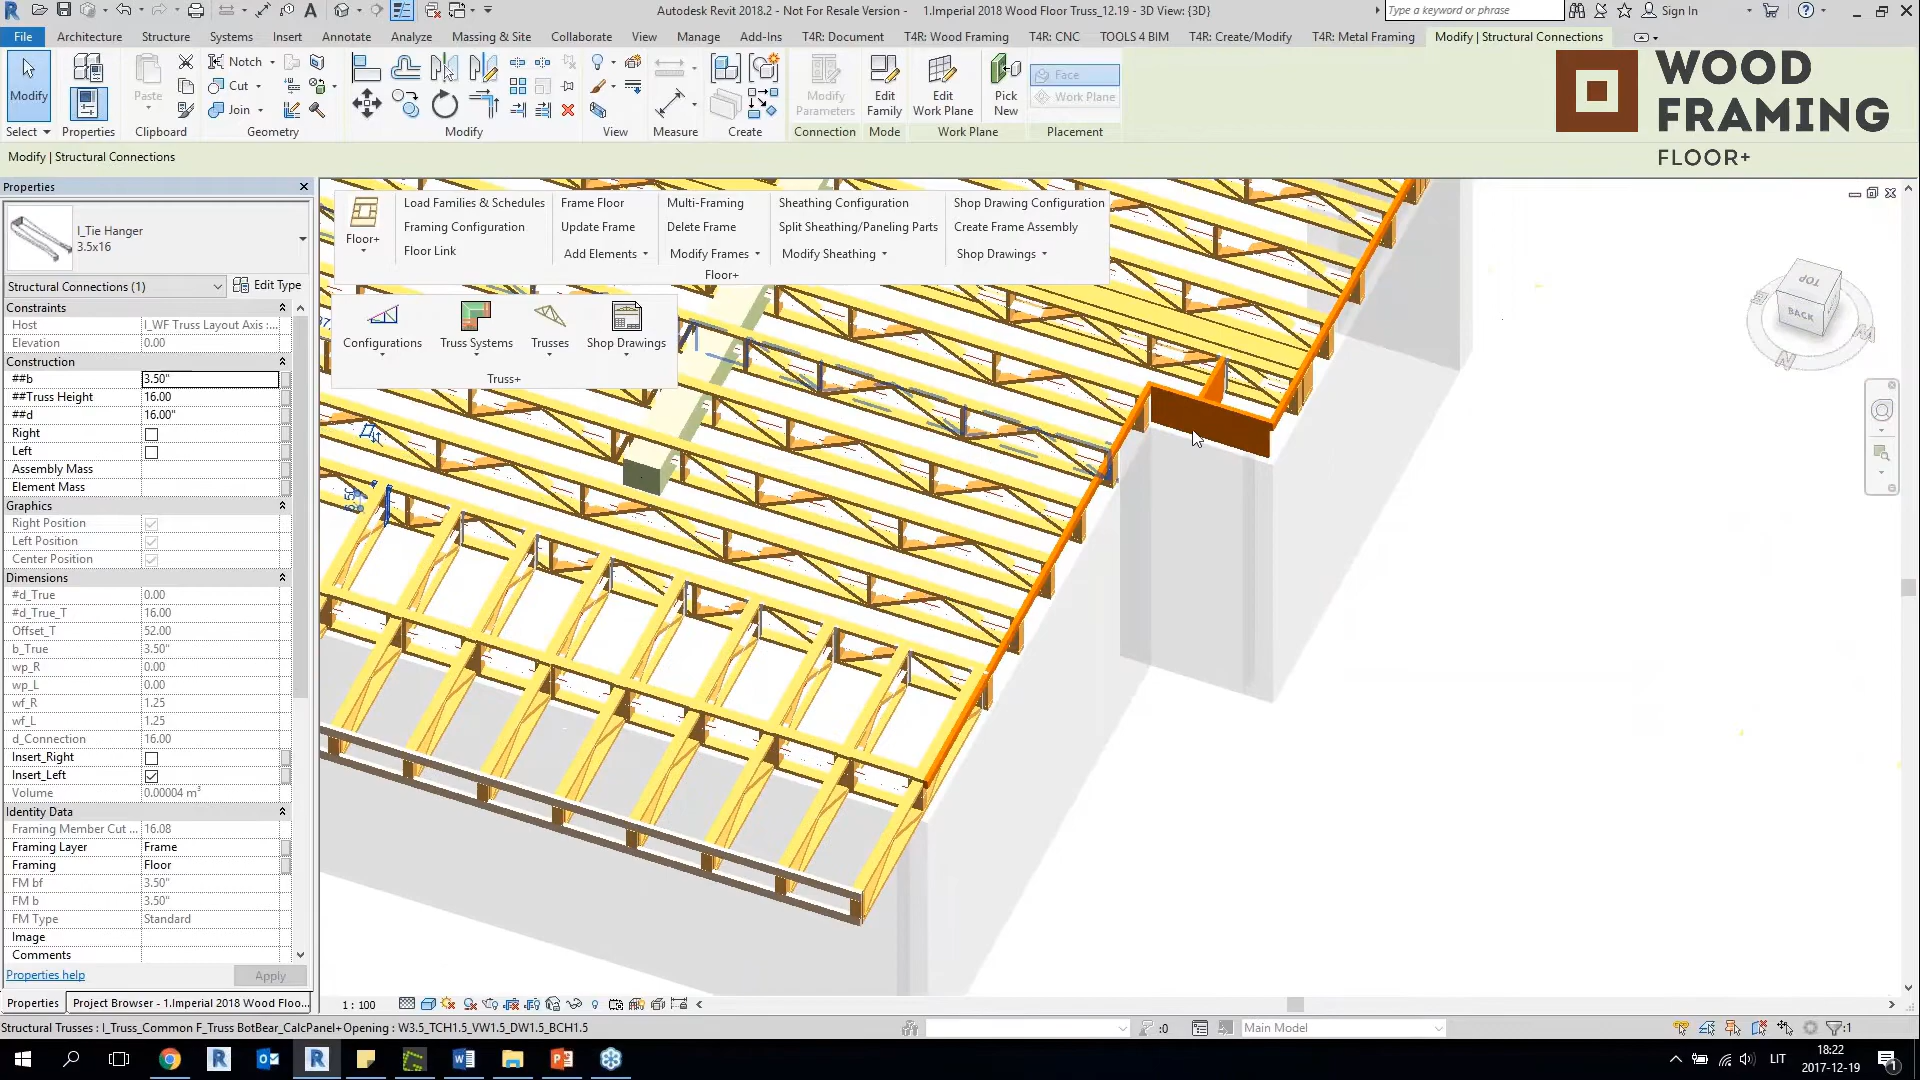 Autodesk Revit 2018.2 - Not For Resale Version - 1.Imperial 2018 Wood Floor Truss_12.19 - 3D View: {3D}
Type a keyword or phrase
Sign In
File Architecture Structure Systems Insert Annotate Analyze Massing & Site Collaborate View Manage Add-Ins T4R: Document T4R: Wood Framing T4R: CNC TOOLS 4 BIM T4R: Create/Modify T4R: Metal Framing Modify | Structural Connections
Modify
Paste
Notch
Cut
Join
Modify Parameters
Edit Family
Edit Work Plane
Pick New
Face
Work Plane
Select Properties Clipboard Geometry Modify View Measure Create Connection Mode Work Plane Placement
WOOD
FRAMING
FLOOR+
Modify | Structural Connections
Properties
I_Tie Hanger
3.5x16
Structural Connections (1) Edit Type
Constraints
Host I_WF Truss Layout Axis :...
Elevation 0.00
Construction
##b 3.50"
##Truss Height 16.00
##d 16.00"
Right
Left
Assembly Mass
Element Mass
Graphics
Right Position
Left Position
Center Position
Dimensions
#d_True 0.00
#d_True_T 16.00
Offset_T 52.00
b_True 3.50"
wp_R 0.00
wp_L 0.00
wf_R 1.25
wf_L 1.25
d_Connection 16.00
Insert_Right
Insert_Left
Volume 0.00004 m³
Identity Data
Framing Member Cut ... 16.08
Framing Layer Frame
Framing Floor
FM bf 3.50"
FM b 3.50"
FM Type Standard
Image
Comments
Properties help Apply
Properties Project Browser - 1.Imperial 2018 Wood Floo...
Floor+
Load Families & Schedules Frame Floor Multi-Framing Sheathing Configuration Shop Drawing Configuration
Framing Configuration Update Frame Delete Frame Split Sheathing/Paneling Parts Create Frame Assembly
Floor Link Add Elements Modify Frames Modify Sheathing Shop Drawings
Floor+
Configurations Truss Systems Trusses Shop Drawings
Truss+
TOP
BACK
1 : 100
Structural Trusses : I_Truss_Common F_Truss BotBear_CalcPanel+Opening : W3.5_TCH1.5_VW1.5_DW1.5_BCH1.5
:0
Main Model
:1
LIT
18:22
2017-12-19